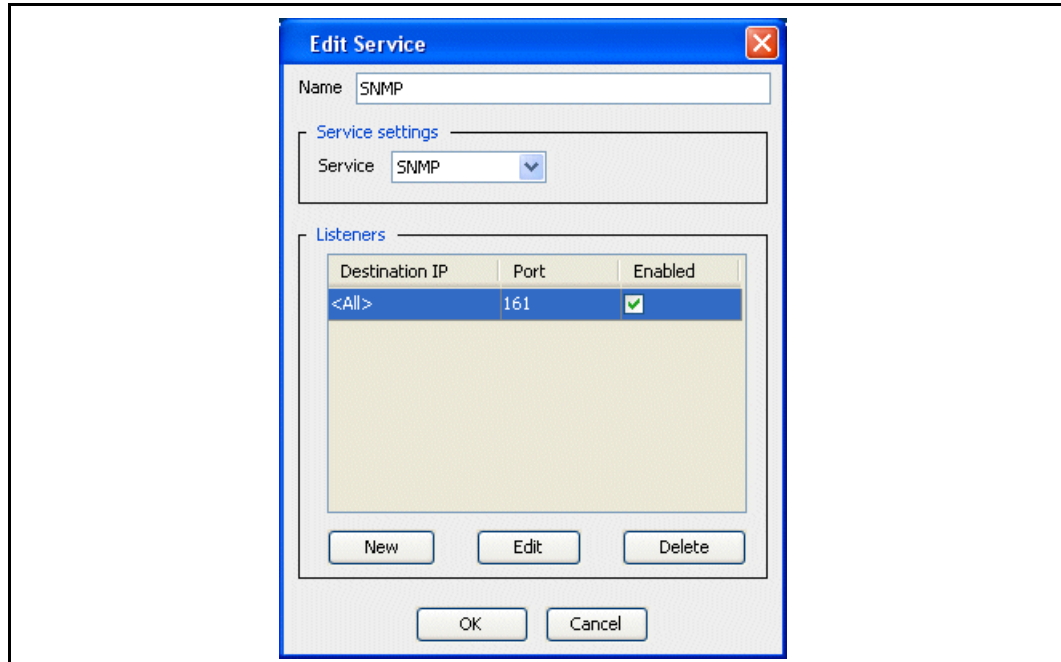 Edit Service
Name SNMP
Service settings
Service SNMP
Listeners
Destination IP Port Enabled
<All> 161
New Edit Delete
OK Cancel